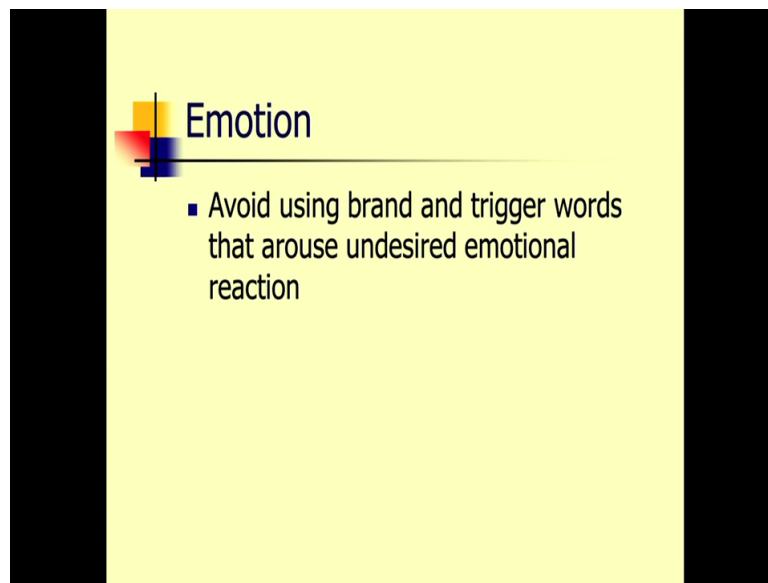 Emotion
Avoid using brand and trigger words
that arouse undesired emotional
reaction